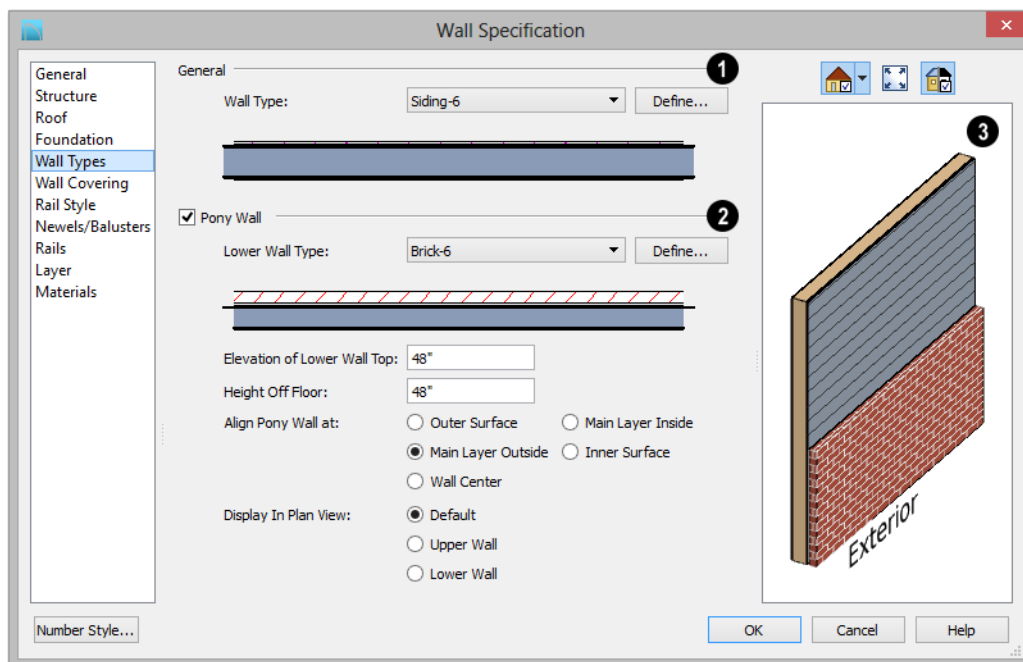 Wall Specification
General
Structure
Roof
Foundation
Wall Types
Wall Covering
Rail Style
Newels/Balusters
Rails
Layer
Materials
Number Style...
General
1
Wall Type:
Siding-6
Define...
Pony Wall
2
Lower Wall Type:
Brick-6
Define...
Elevation of Lower Wall Top:
48"
Height Off Floor:
48"
Align Pony Wall at:
Outer Surface
Main Layer Inside
Main Layer Outside
Inner Surface
Wall Center
Display In Plan View:
Default
Upper Wall
Lower Wall
3
Exterior
OK
Cancel
Help